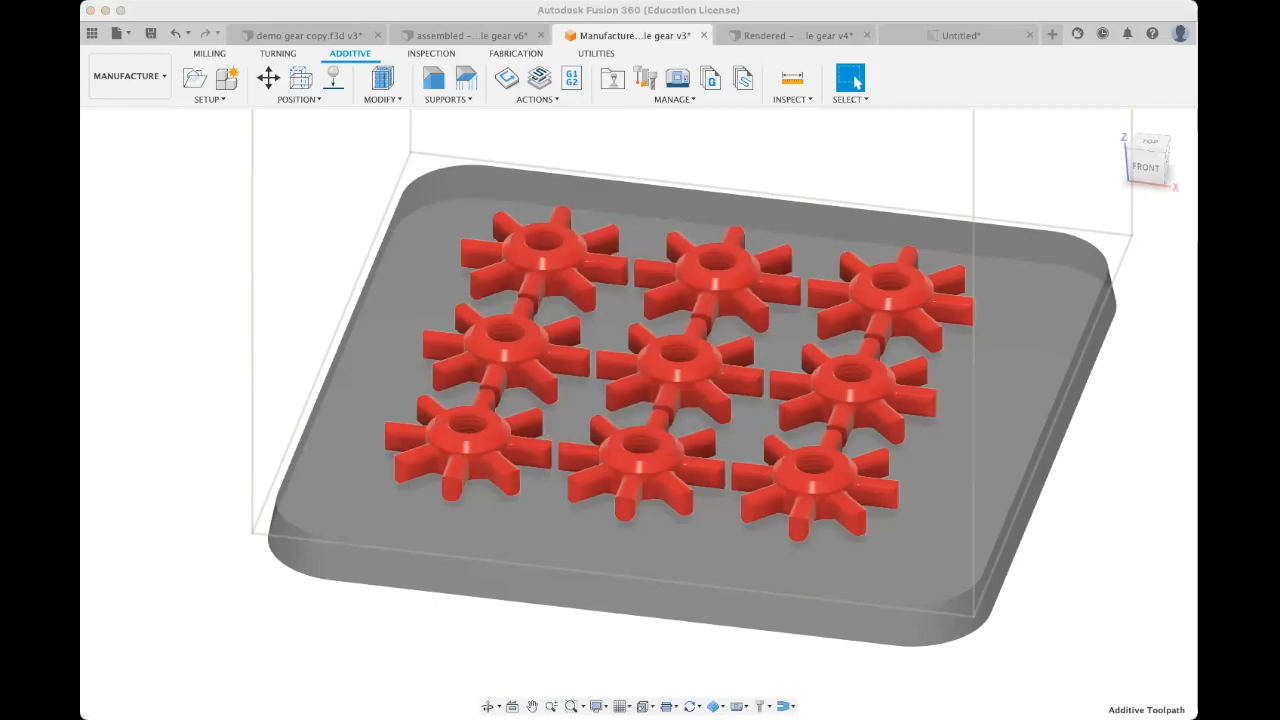 Autodesk Fusion 360 (Education License)
demo gear copy.f3d v3*
assembled -...le gear v6*
Manufacture...le gear v3*
Rendered - ...le gear v4*
Untitled*
MILLING
TURNING
ADDITIVE
INSPECTION
FABRICATION
UTILITIES
MANUFACTURE
G1
G2
G
SETUP
POSITION
MODIFY
SUPPORTS
ACTIONS
MANAGE
INSPECT
SELECT
Z
TOP
FRONT
X
Additive Toolpath